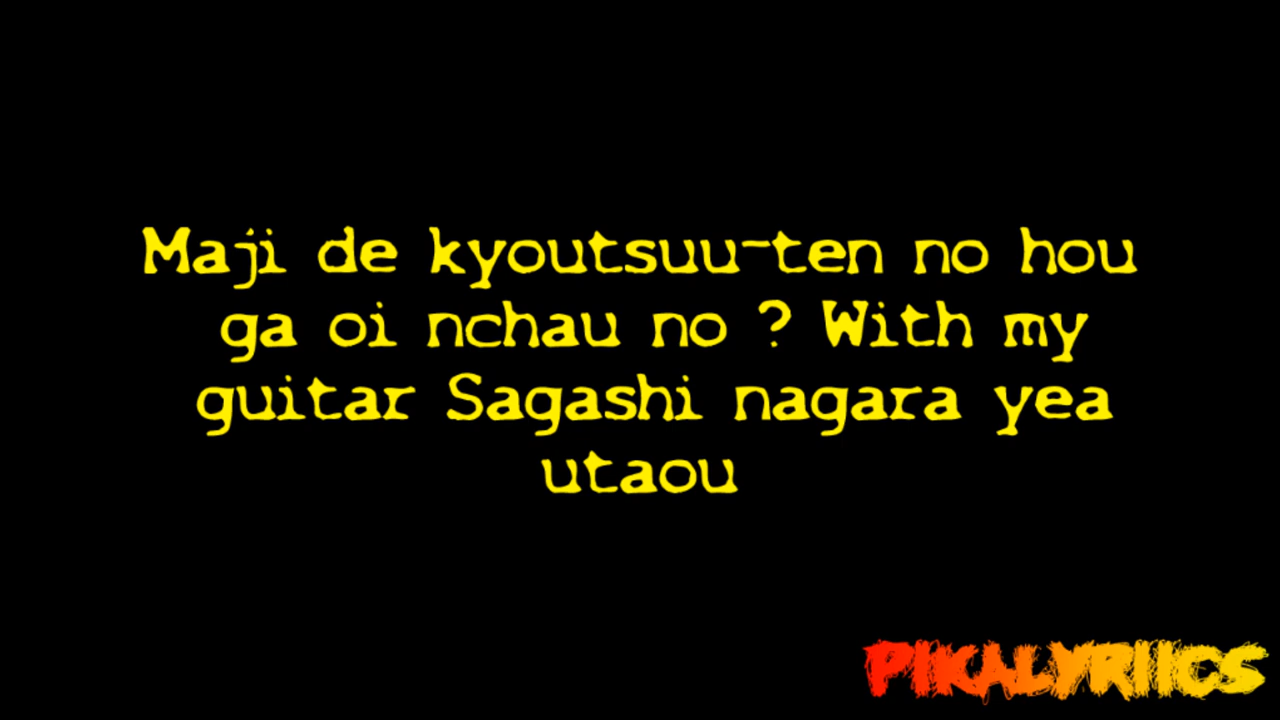 Maji de kyoutsuu-ten no hou
ga oi nchau no ? With my
guitar Sagashi nagara yea
utaou
PIKALYRIICS